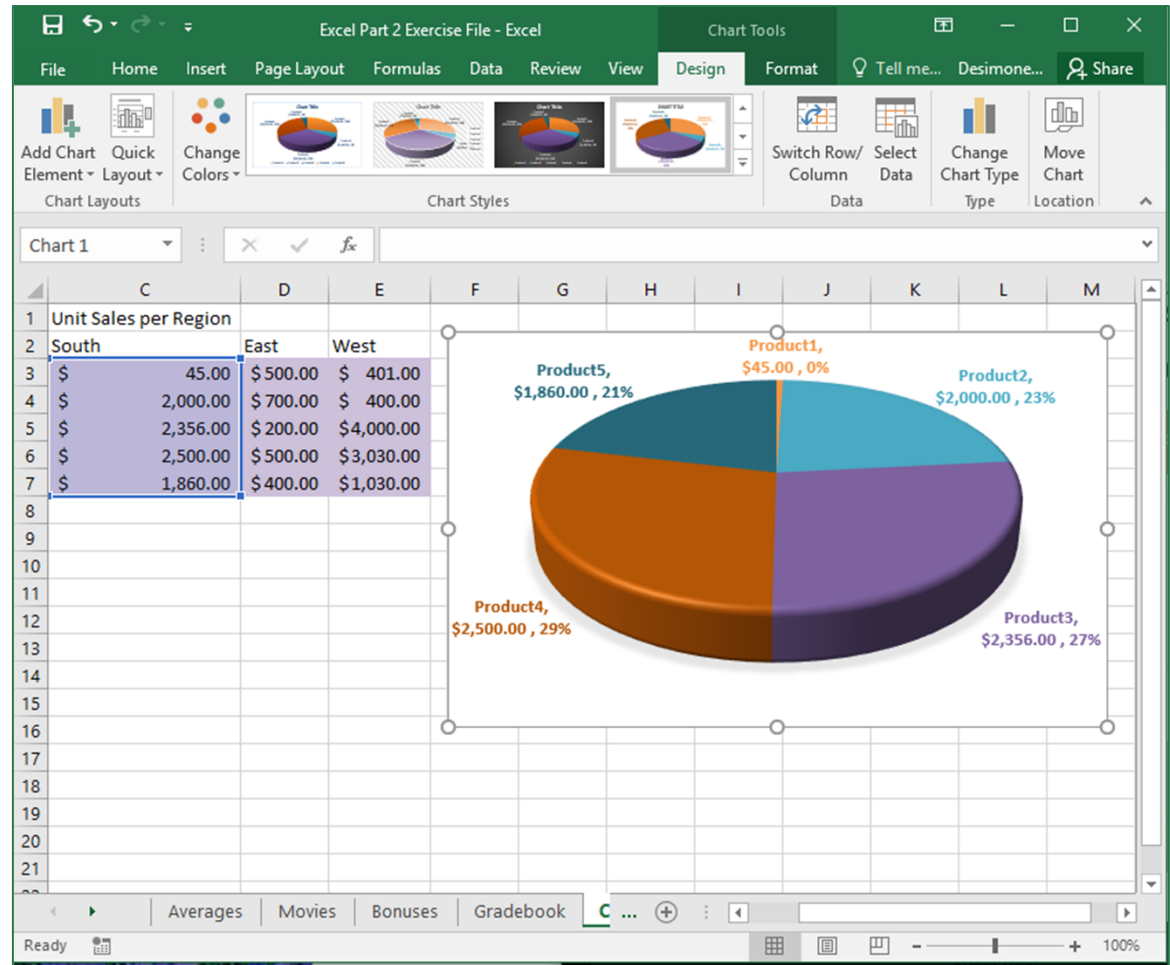 Excel Part 2 Exercise File - Excel
Chart Tools
File Home Insert Page Layout Formulas Data Review View Design Format Tell me... Desimone... Share
Add Chart Element Quick Layout Change Colors Switch Row/ Column Select Data Change Chart Type Move Chart
Chart Layouts Chart Styles Data Type Location
Chart 1 fx
C D E F G H I J K L M
1 Unit Sales per Region
2 South East West
3 $ 45.00 $ 500.00 $ 401.00
4 $ 2,000.00 $ 700.00 $ 400.00
5 $ 2,356.00 $ 200.00 $4,000.00
6 $ 2,500.00 $ 500.00 $3,030.00
7 $ 1,860.00 $ 400.00 $1,030.00
8
9
10
11
12
13
14
15
16
17
18
19
20
21
Product1,
$45.00 , 0%
Product2,
$2,000.00 , 23%
Product3,
$2,356.00 , 27%
Product4,
$2,500.00 , 29%
Product5,
$1,860.00 , 21%
Averages Movies Bonuses Gradebook C ...
Ready 100%